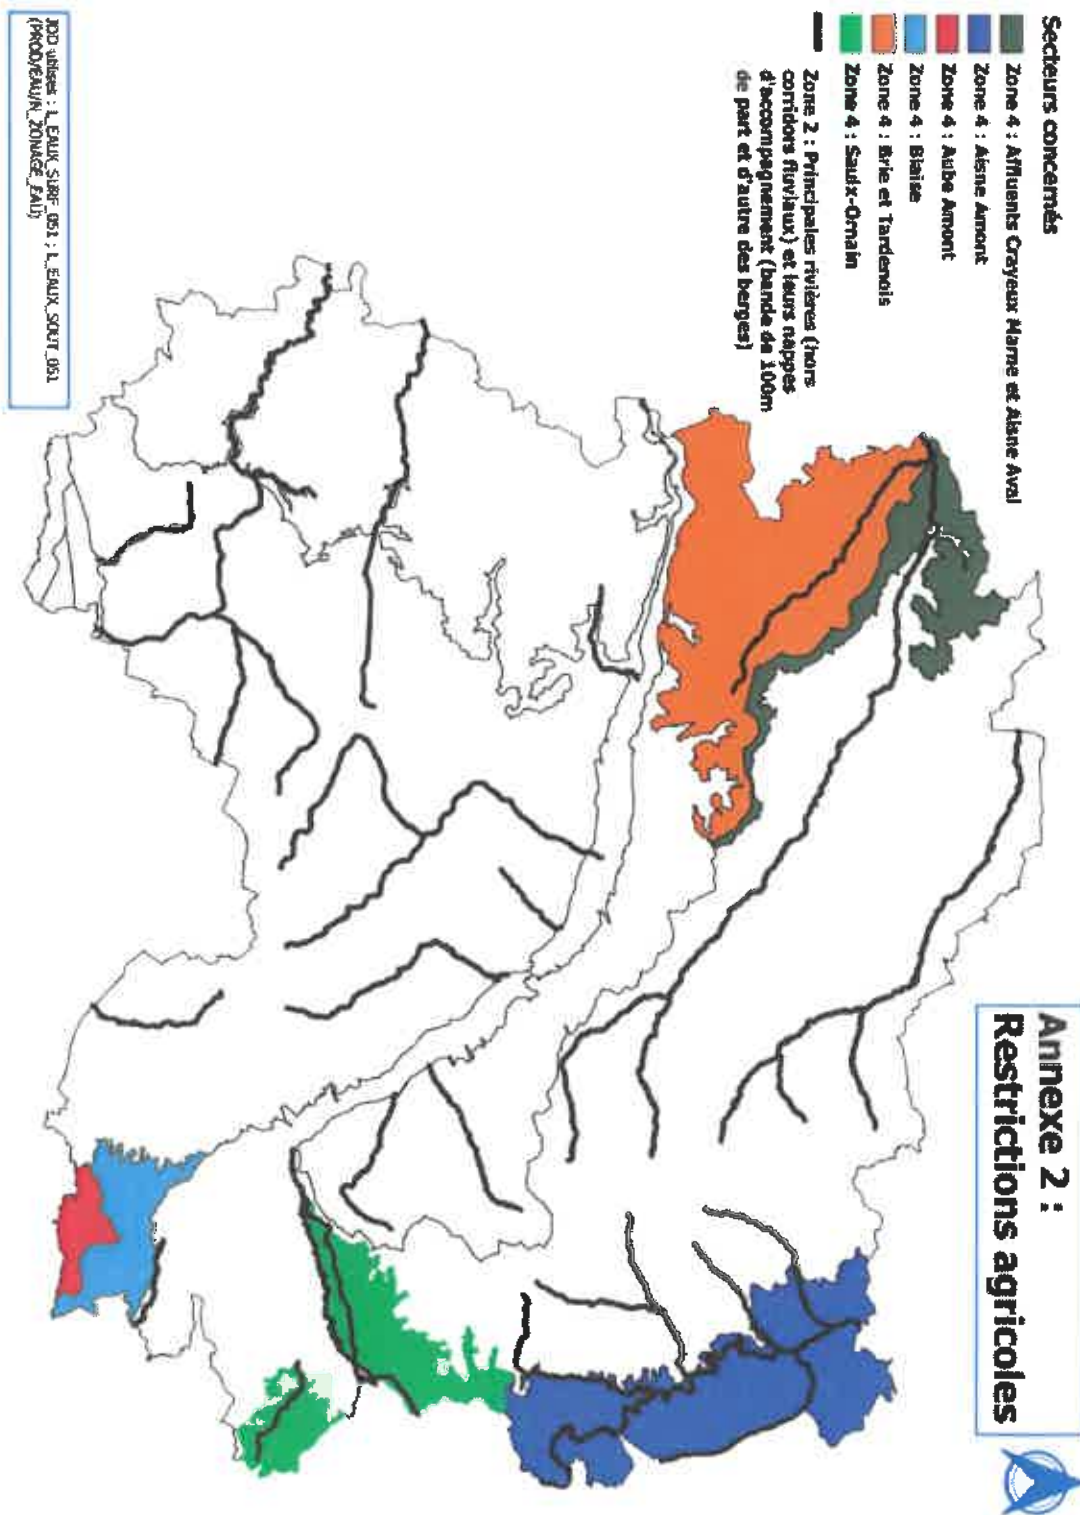 Annexe 2 :
Restrictions agricoles
Secteurs concernés
Zone 4 : Affluents Crayeux Marne et Aisne Aval
Zone 4 : Aisne Amont
Zone 4 : Aube Amont
Zone 4 : Blaise
Zone 4 : Brie et Tardenois
Zone 4 : Saulx-Ornain
Zone 2 : Principales rivières (hors
corridors fluviaux) et leurs nappes
d'accompagnement (bande de 100m
de part et d'autre des berges)
JDD utilisés : L_EAUX_SURF_051 ; L_EAUX_SOUT_051
(PROD/EAU/N_ZONAGE_EAU)